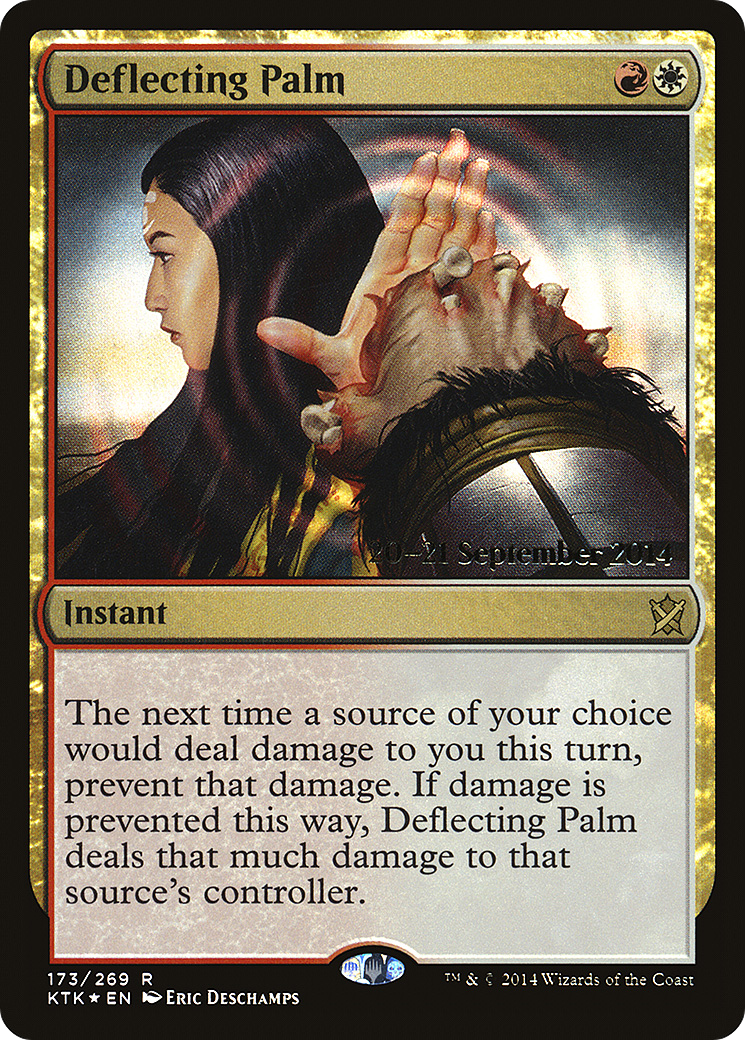 Deflecting Palm
20–21 September 2014
Instant
The next time a source of your choice
would deal damage to you this turn,
prevent that damage. If damage is
prevented this way, Deflecting Palm
deals that much damage to that
source's controller.
173/269 R
KTK★EN Eric Deschamps
™ & © 2014 Wizards of the Coast